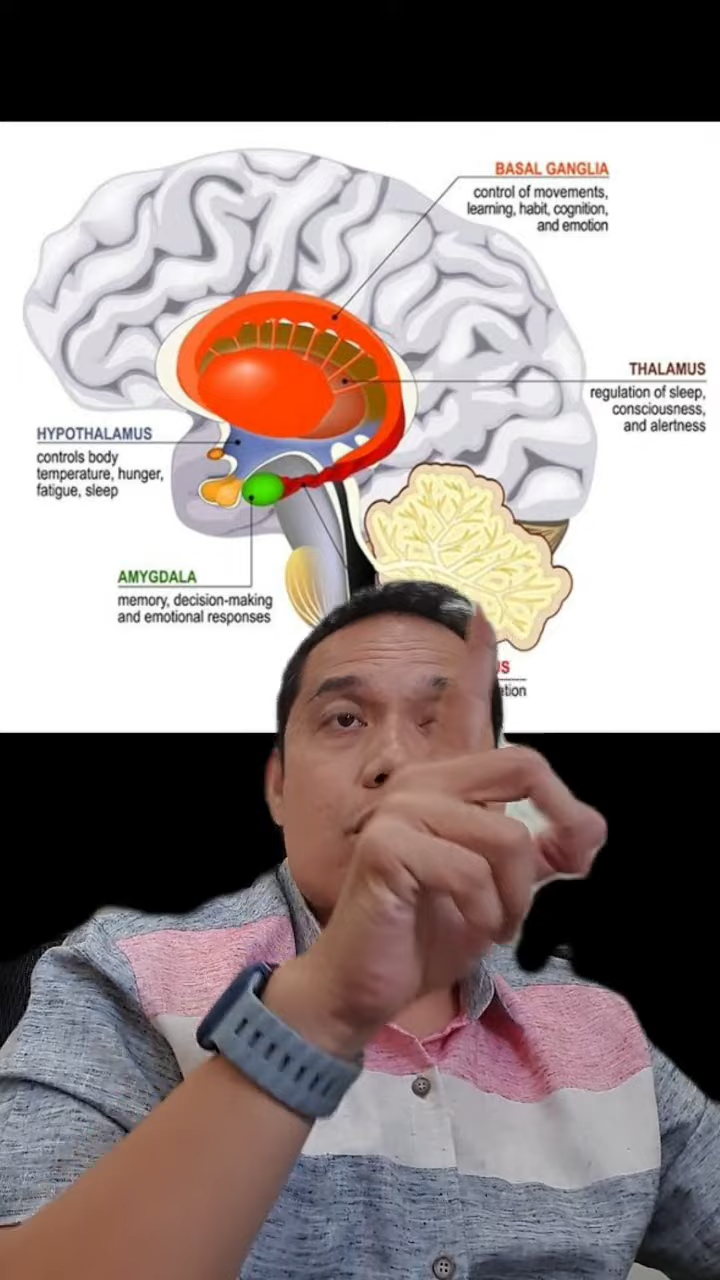 BASAL GANGLIA
control of movements,
learning, habit, cognition,
and emotion
THALAMUS
regulation of sleep,
consciousness,
and alertness
HYPOTHALAMUS
controls body
temperature, hunger,
fatigue, sleep
AMYGDALA
memory, decision-making
and emotional responses